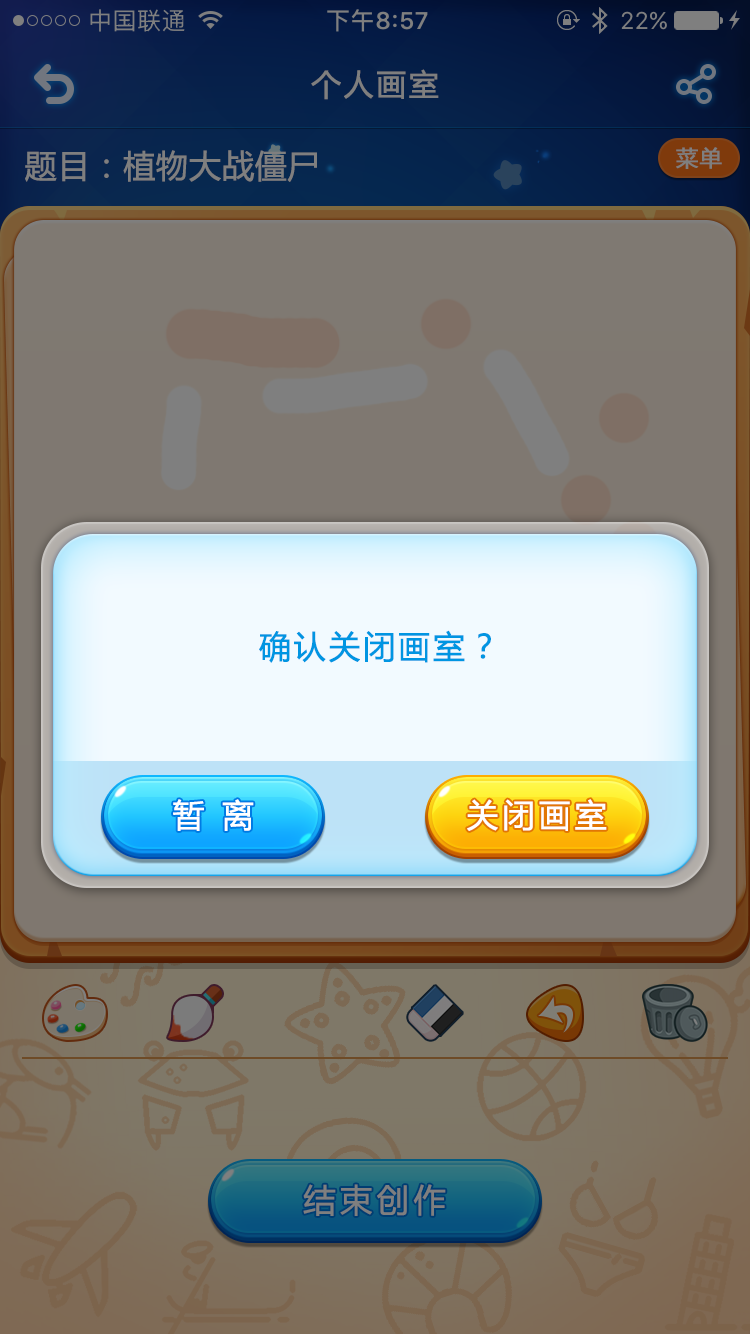 中国联通 下午8:57 22%
个人画室
题目：植物大战僵尸 菜单
确认关闭画室？
暂 离 关闭画室
结束创作